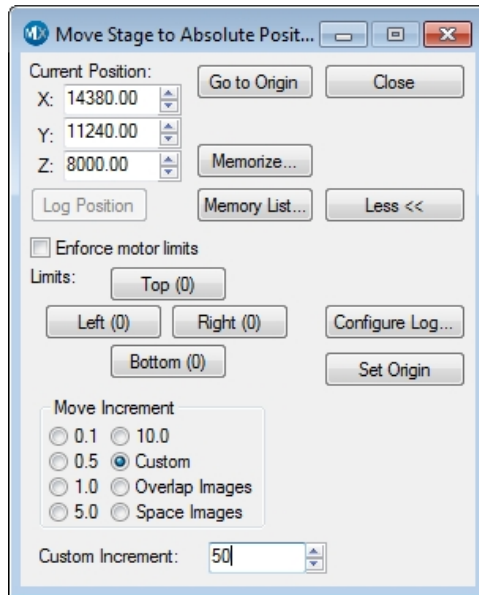 MX Move Stage to Absolute Posit...
Current Position:
Go to Origin Close
X: 14380.00
Y: 11240.00
Z: 8000.00 Memorize...
Log Position Memory List... Less <<
Enforce motor limits
Limits: Top (0)
Left (0) Right (0) Configure Log...
Bottom (0) Set Origin
Move Increment
0.1 10.0
0.5 Custom
1.0 Overlap Images
5.0 Space Images
Custom Increment: 50